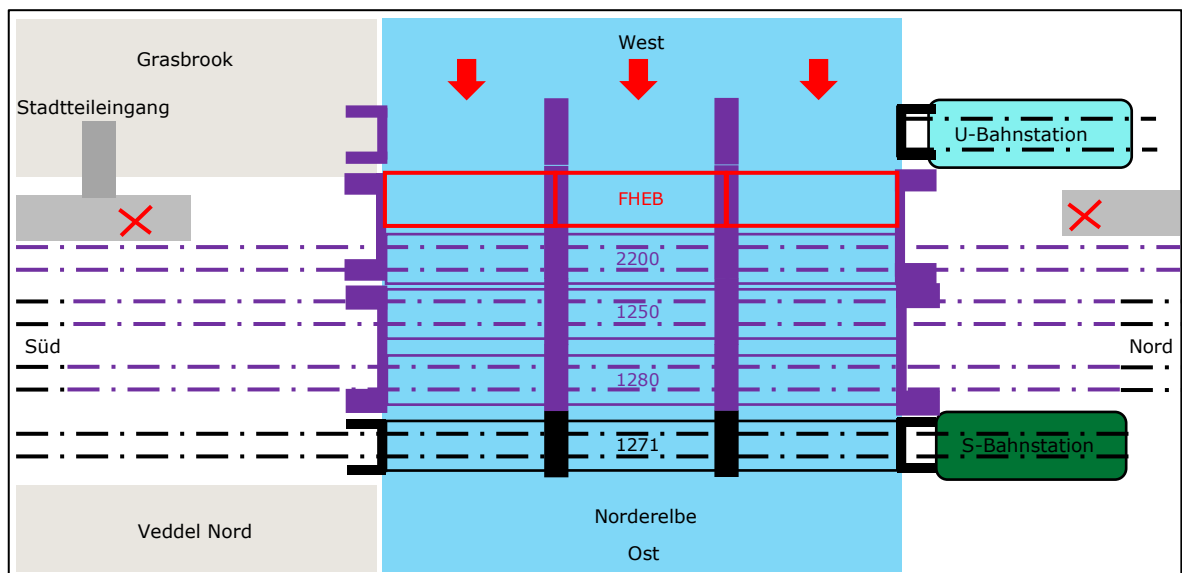 West
Grasbrook
Stadtteileingang
U-Bahnstation
FHEB
2200
1250
Süd
Nord
1280
1271
S-Bahnstation
Norderelbe
Veddel Nord
Ost